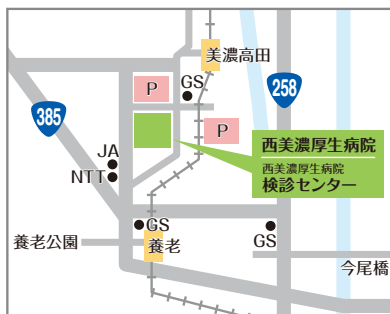 美濃高田
P
GS
258
385
P
西美濃厚生病院
西美濃厚生病院
検診センター
JA
NTT
GS
養老公園
養老
GS
今尾橋